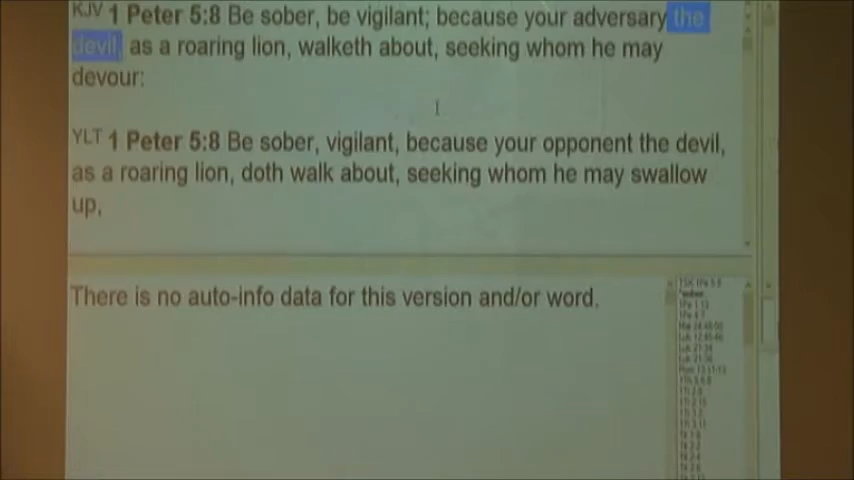 KJV 1 Peter 5:8 Be sober, be vigilant; because your adversary the
devil, as a roaring lion, walketh about, seeking whom he may
devour:
YLT 1 Peter 5:8 Be sober, vigilant, because your opponent the devil,
as a roaring lion, doth walk about, seeking whom he may swallow
up,
There is no auto-info data for this version and/or word.